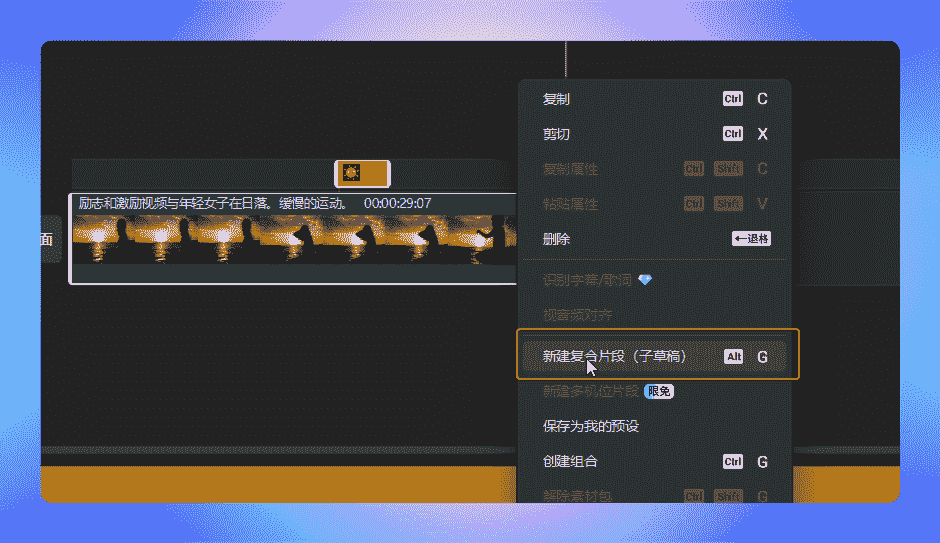 复制 Ctrl C
剪切 Ctrl X
复制属性 Ctrl Shift C
粘贴属性 Ctrl Shift V
励志和激励视频与年轻女子在日落。缓慢的运动。 00:00:29:07
面
删除 ←退格
识别字幕/歌词
视音频对齐
新建复合片段（子草稿） Alt G
新建多机位片段 限免
保存为我的预设
创建组合 Ctrl G
解除素材包 Ctrl Shift G